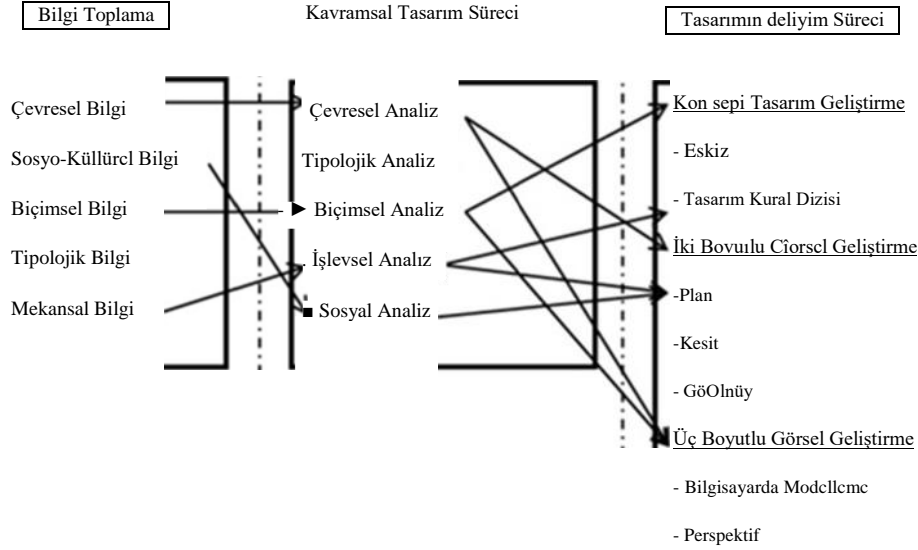 Bilgi Toplama
Kavramsal Tasarım Süreci
Tasarımın deliyim Süreci
Çevresel Bilgi
Sosyo-Küllürcl Bilgi
Biçimsel Bilgi
Tipolojik Bilgi
Mekansal Bilgi
Çevresel Analiz
Tipolojik Analiz
Biçimsel Analiz
. İşlevsel Analız
■ Sosyal Analiz
Kon sepi Tasarım Geliştirme
- Eskiz
- Tasarım Kural Dizisi
İki Bovuılu Cîorscl Geliştirme
-Plan
-Kesit
- GöOlnüy
Üç Boyutlu Görsel Geliştirme
- Bilgisayarda Modcllcmc
- Perspektif